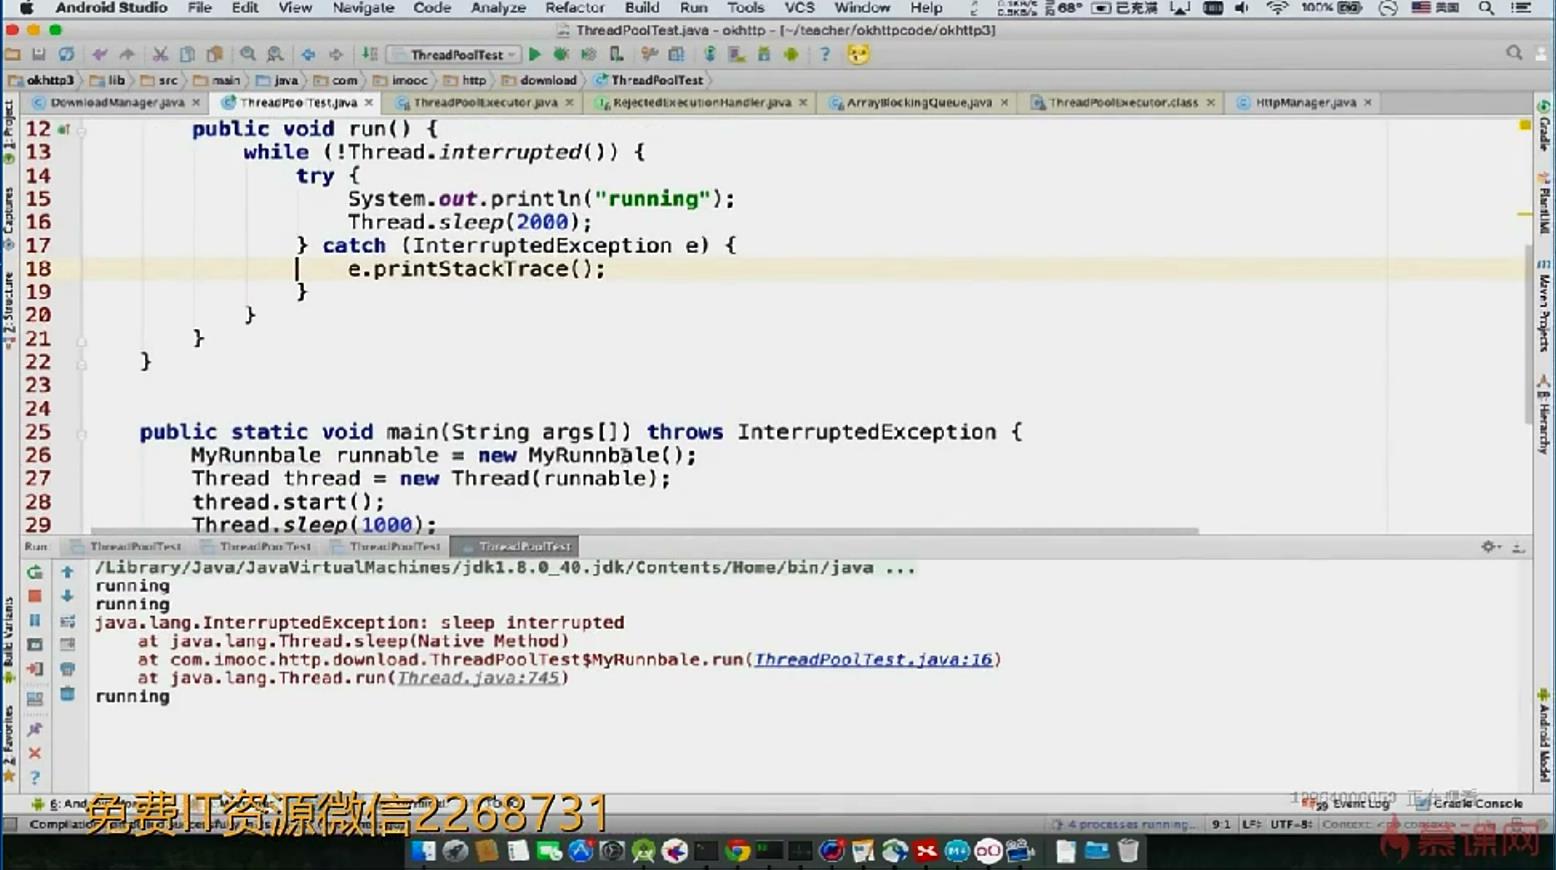 Android Studio File Edit View Navigate Code Analyze Refactor Build Run Tools VCS Window Help 68° 已充满 100% 美国
ThreadPoolTest.java - okhttp - [~/teacher/okhttpcode/okhttp3]
ThreadPoolTest
okhttp3 lib src main java com imooc http download ThreadPoolTest
DownloadManager.java ThreadPoolTest.java ThreadPoolExecutor.java RejectedExecutionHandler.java ArrayBlockingQueue.java ThreadPoolExecutor.class HttpManager.java
12 public void run() {
13 while (!Thread.interrupted()) {
14 try {
15 System.out.println("running");
16 Thread.sleep(2000);
17 } catch (InterruptedException e) {
18 e.printStackTrace();
19 }
20 }
21 }
22 }
23
24
25 public static void main(String args[]) throws InterruptedException {
26 MyRunnbale runnable = new MyRunnbale();
27 Thread thread = new Thread(runnable);
28 thread.start();
29 Thread.sleep(1000);
Run: ThreadPoolTest ThreadPoolTest ThreadPoolTest ThreadPoolTest
/Library/Java/JavaVirtualMachines/jdk1.8.0_40.jdk/Contents/Home/bin/java ...
running
running
java.lang.InterruptedException: sleep interrupted
at java.lang.Thread.sleep(Native Method)
at com.imooc.http.download.ThreadPoolTest$MyRunnbale.run(ThreadPoolTest.java:16)
at java.lang.Thread.run(Thread.java:745)
running
免费IT资源微信2268731
Event Log Gradle Console
4 processes running... 9:1 LF÷ UTF-8÷ Context:
慕课网
1: Project
Captures
7: Structure
Build Variants
2: Favorites
Gradle
PlantUML
Maven Projects
8: Hierarchy
Android Model